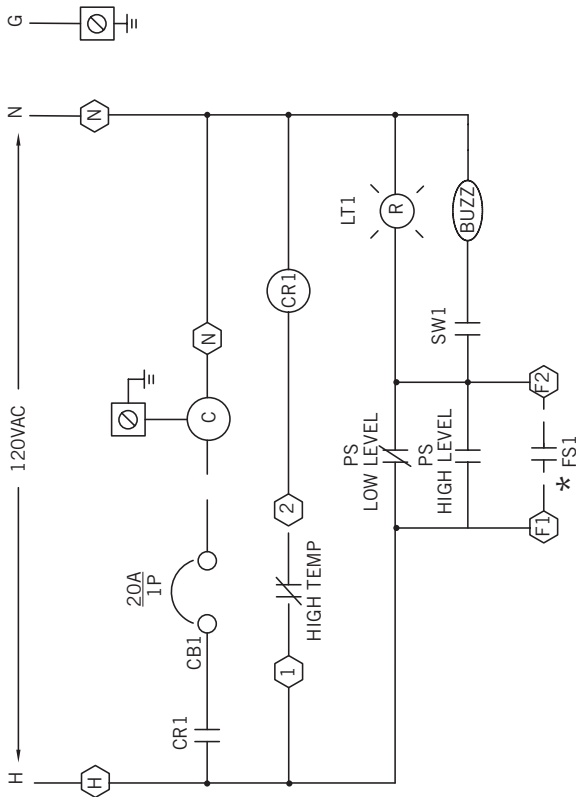 H
120VAC
N
G
H
N
CR1
CB1
20A
1P
C
N
1
HIGH TEMP
2
CR1
PS
LOW LEVEL
LT1
R
PS
HIGH LEVEL
SW1
BUZZ
F1
* FS1
F2